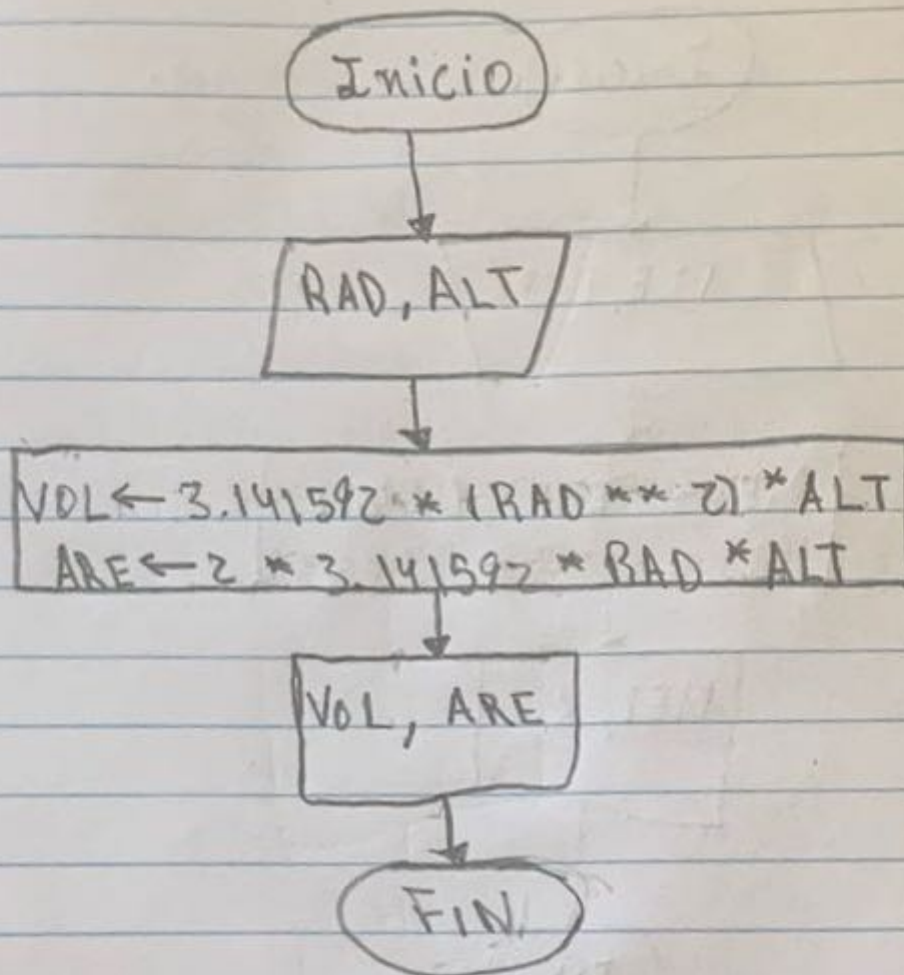 Inicio
RAD, ALT
VOL ← 3.141592 * (RAD ** 2) * ALT
ARE ← 2 * 3.141592 * RAD * ALT
VOL, ARE
FIN